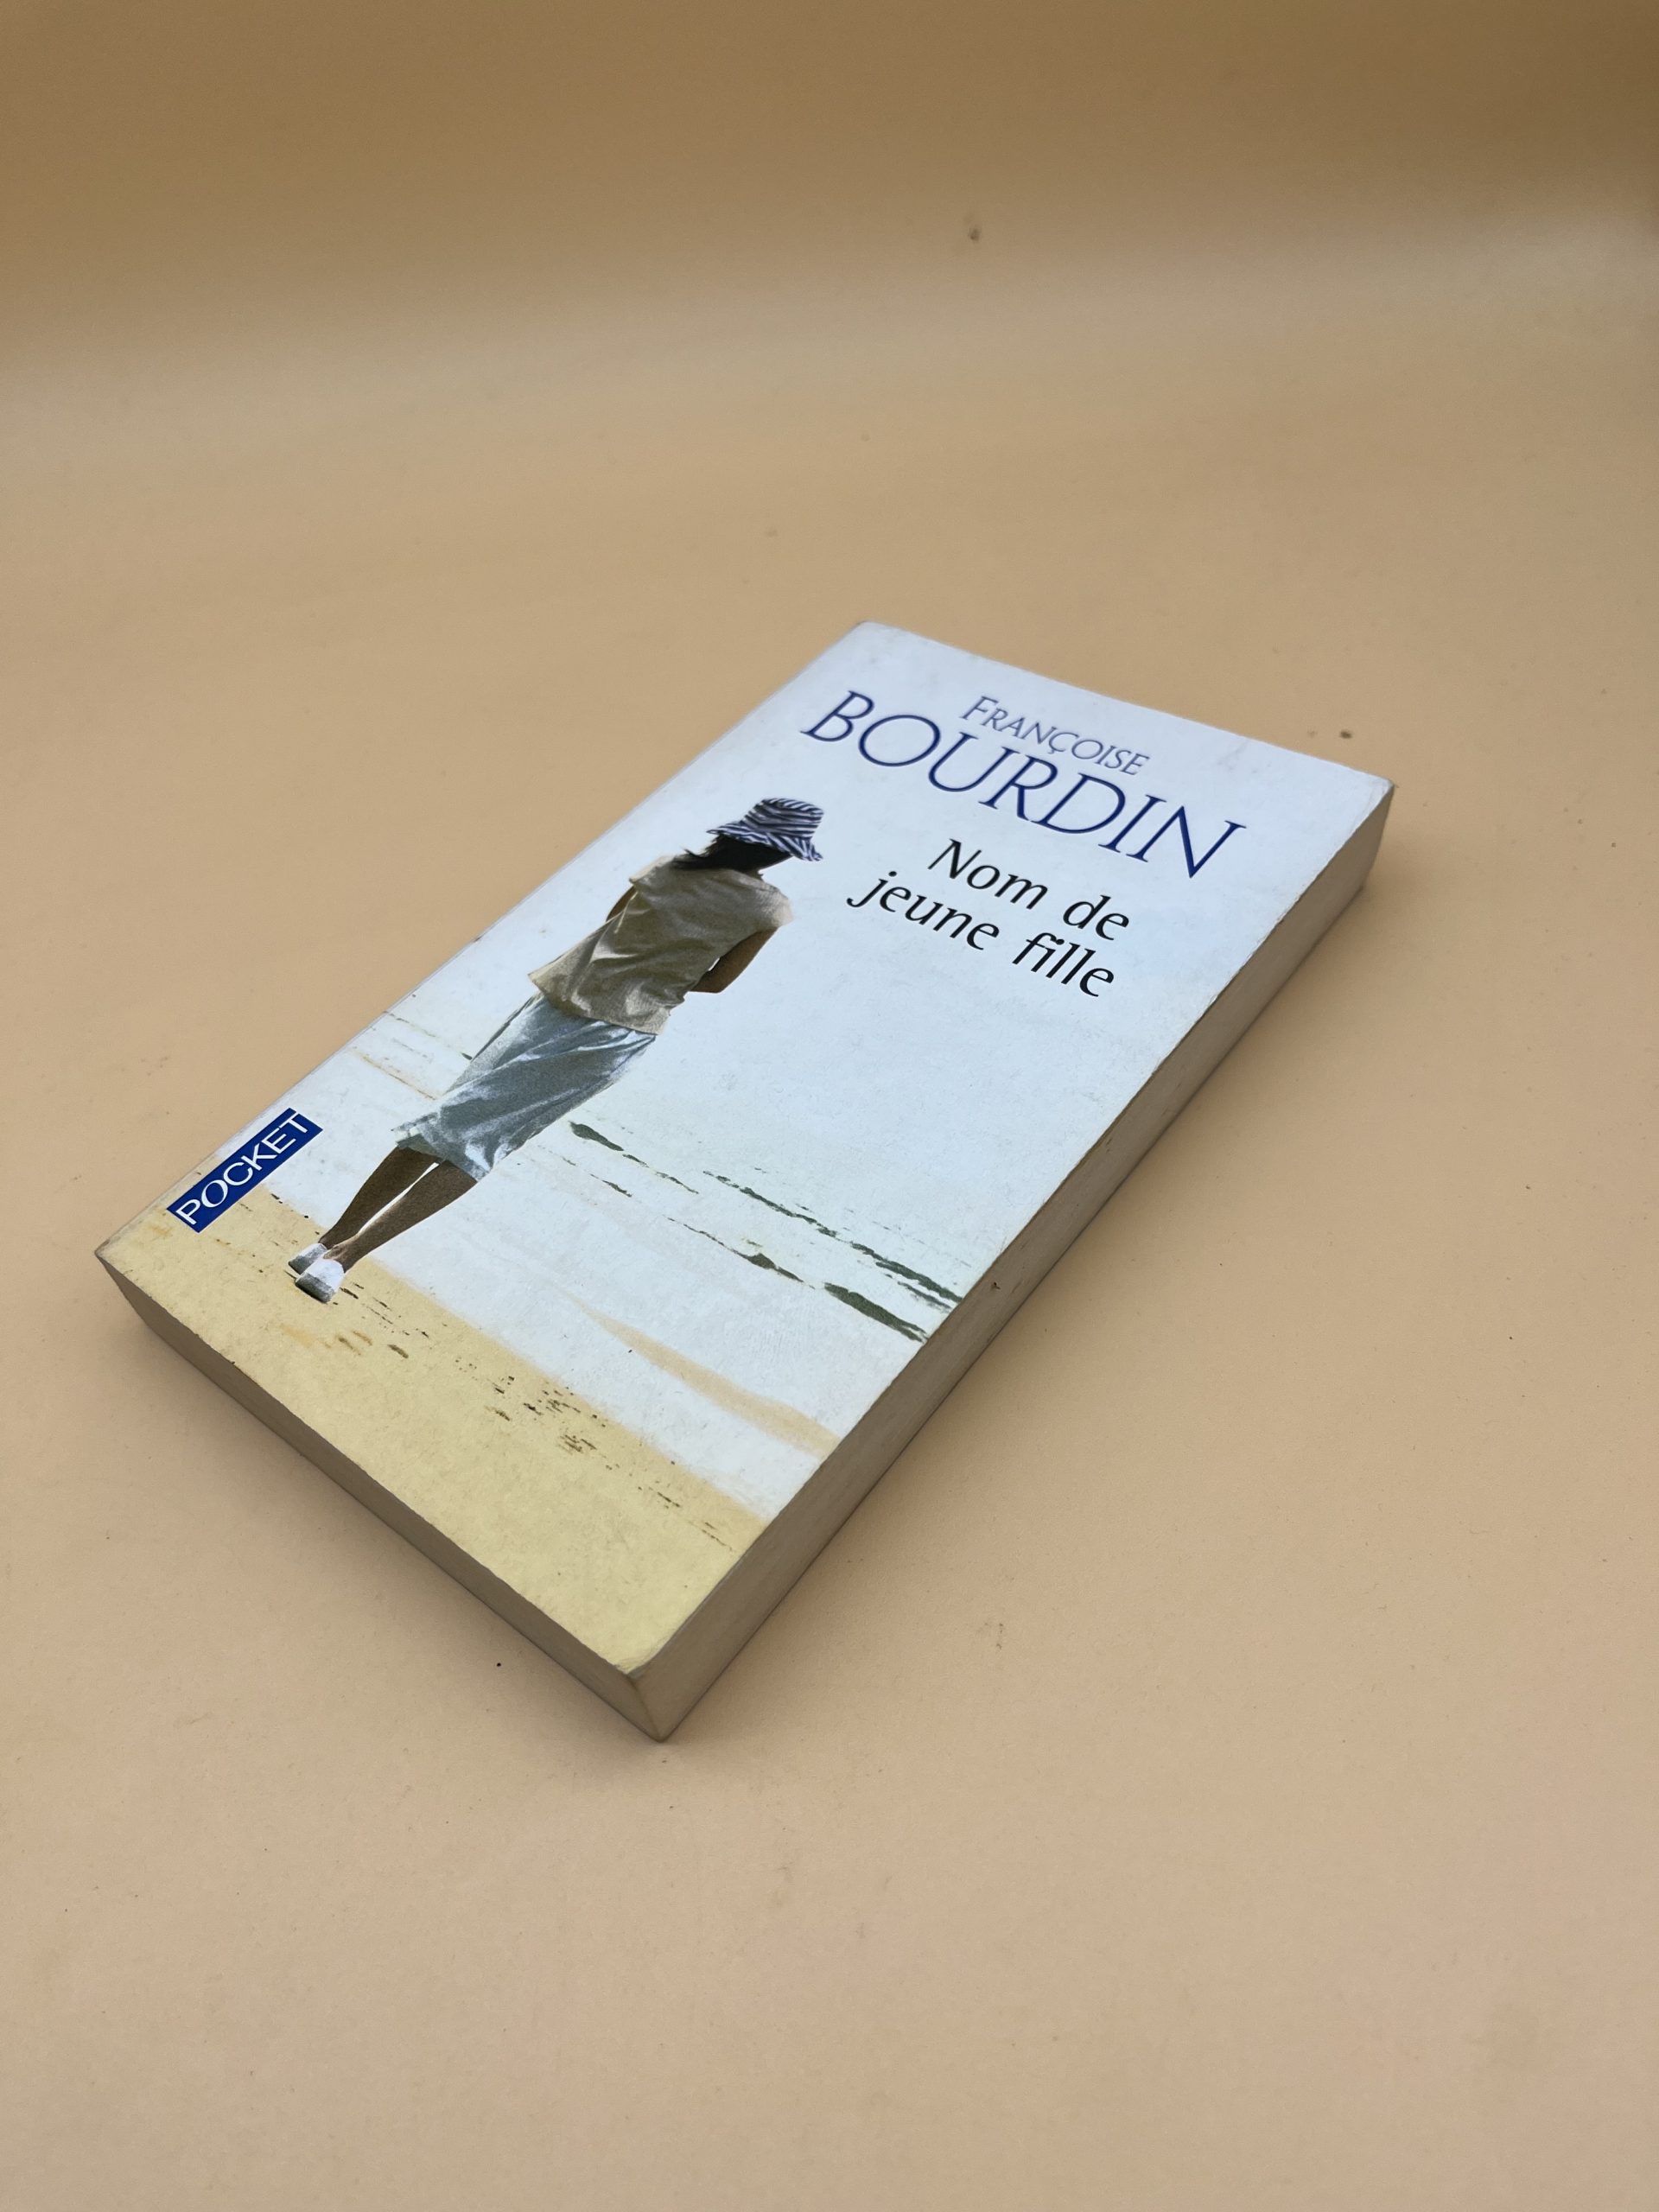 FRANÇOISE
BOURDIN
Nom de
jeune fille
POCKET